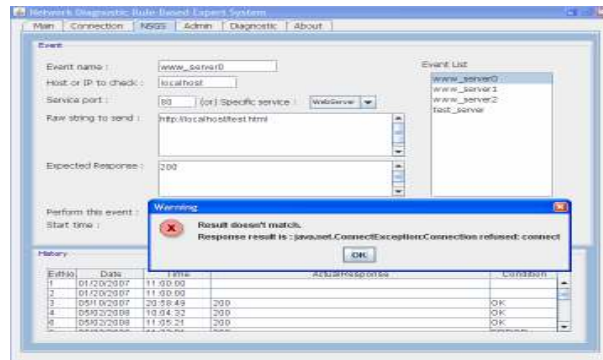 Network Diagnostic Rule-Based Expert System
Main Connection NSGS Admin Diagnostic About
Event
Event name : www_server0
Event List
Host or IP to check : localhost
www_server0
www_server1
www_server2
test_server
Service port : 80 (or) Specific service : WebServer
Raw string to send : http://localhost/test.html
Expected Response : 200
Perform this event :
Start time :
Warning
Result doesn't match.
Response result is : java.net.ConnectException:Connection refused: connect
OK
History
EvtNo Date Time ActualResponse Condition
1 01/20/2007 11:00:00
2 01/20/2007 11:00:00
3 05/10/2007 20:58:49 200 OK
4 05/02/2008 10:04:32 200 OK
05/02/2008 11:05:21 200 OK